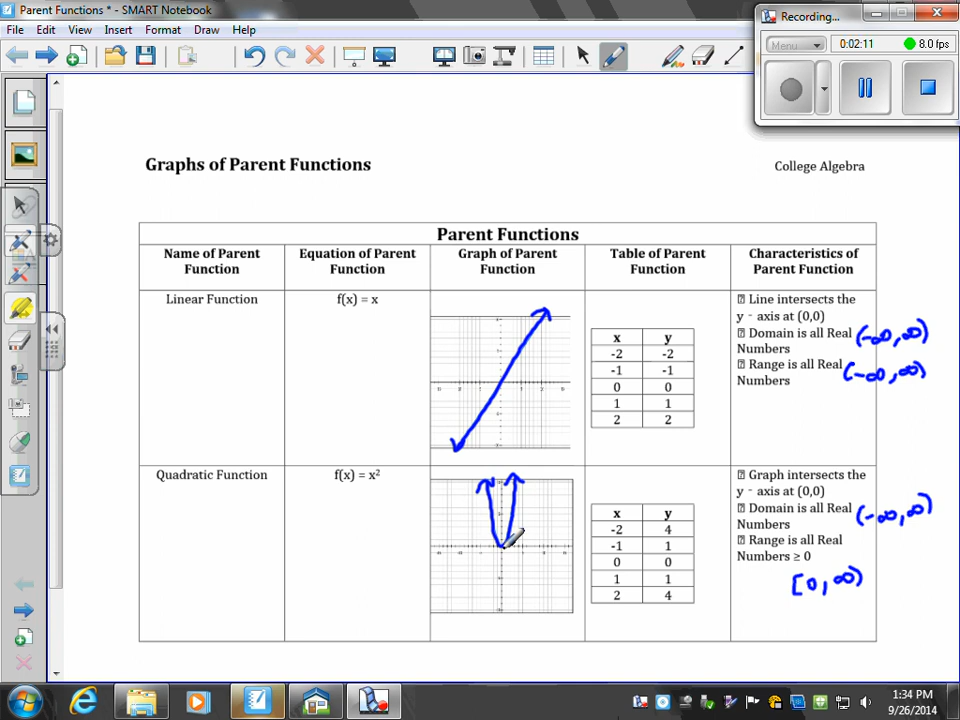 Parent Functions * - SMART Notebook
File Edit View Insert Format Draw Help
Recording...
Menu 0:02:11 8.0 fps
Graphs of Parent Functions College Algebra
Parent Functions
Name of Parent Function
Equation of Parent Function
Graph of Parent Function
Table of Parent Function
Characteristics of Parent Function
Linear Function
f(x) = x
x y
-2 -2
-1 -1
0 0
1 1
2 2
Line intersects the
y - axis at (0,0)
Domain is all Real (-∞,∞)
Numbers
Range is all Real (-∞,∞)
Numbers
Quadratic Function
f(x) = x²
x y
-2 4
-1 1
0 0
1 1
2 4
Graph intersects the
y - axis at (0,0)
Domain is all Real (-∞,∞)
Numbers
Range is all Real
Numbers ≥ 0
[0,∞)
1:34 PM
9/26/2014